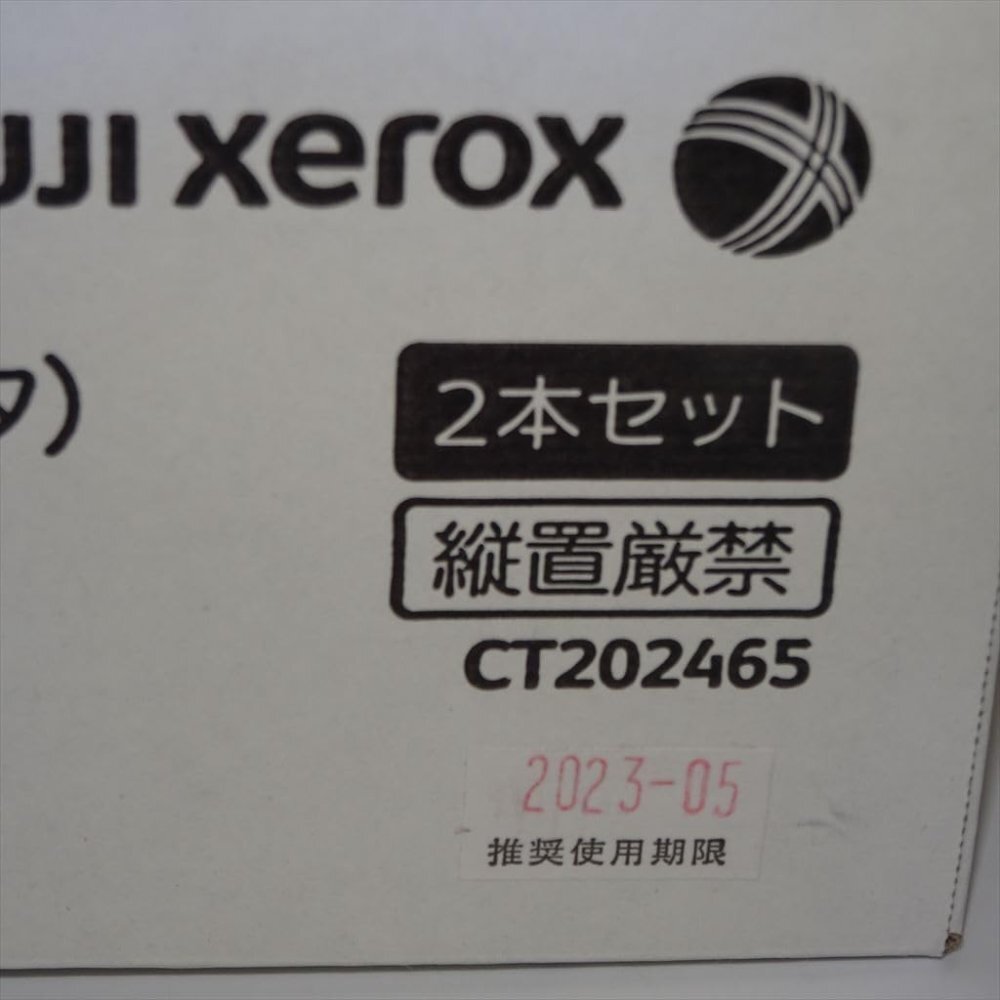 UJI xerox
タ)
2本セット
縦置厳禁
CT202465
2023-05
推奨使用期限